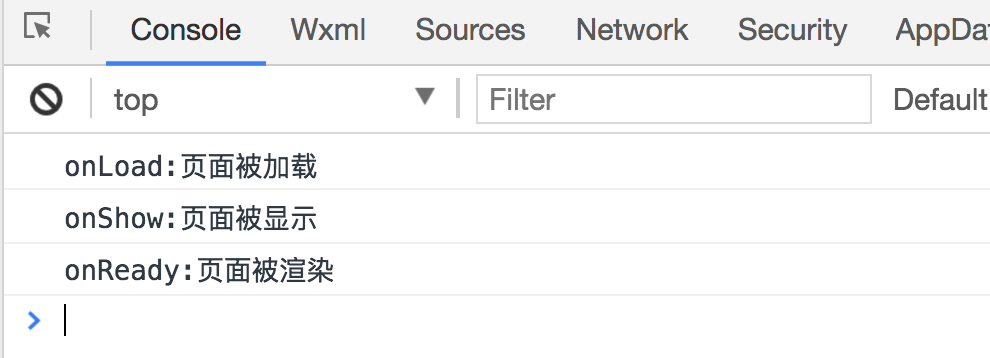 Console Wxml Sources Network Security AppDat
top Filter Default
onLoad:页面被加载
onShow:页面被显示
onReady:页面被渲染